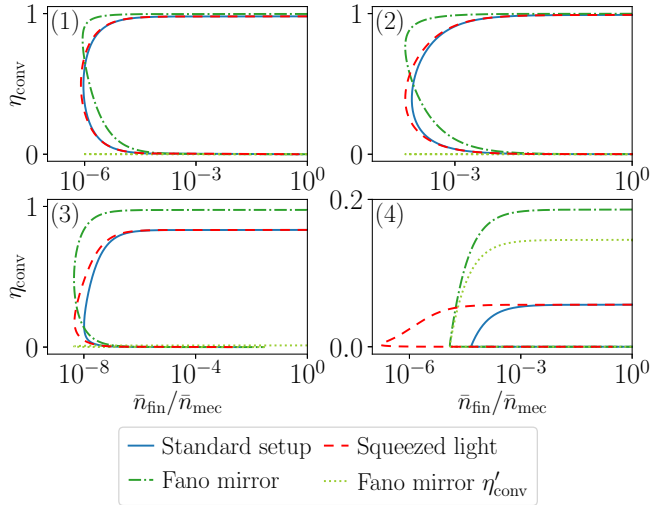 (1)
(2)
1
0
η_conv
10^{-6}
10^{-3}
10^{0}
1
0
10^{-3}
10^{0}
(3)
(4)
1
0
η_conv
10^{-8}
10^{-4}
10^{0}
n̄_fin/n̄_mec
0.2
0.0
10^{-6}
10^{-3}
10^{0}
n̄_fin/n̄_mec
Standard setup
Squeezed light
Fano mirror
Fano mirror η′_conv